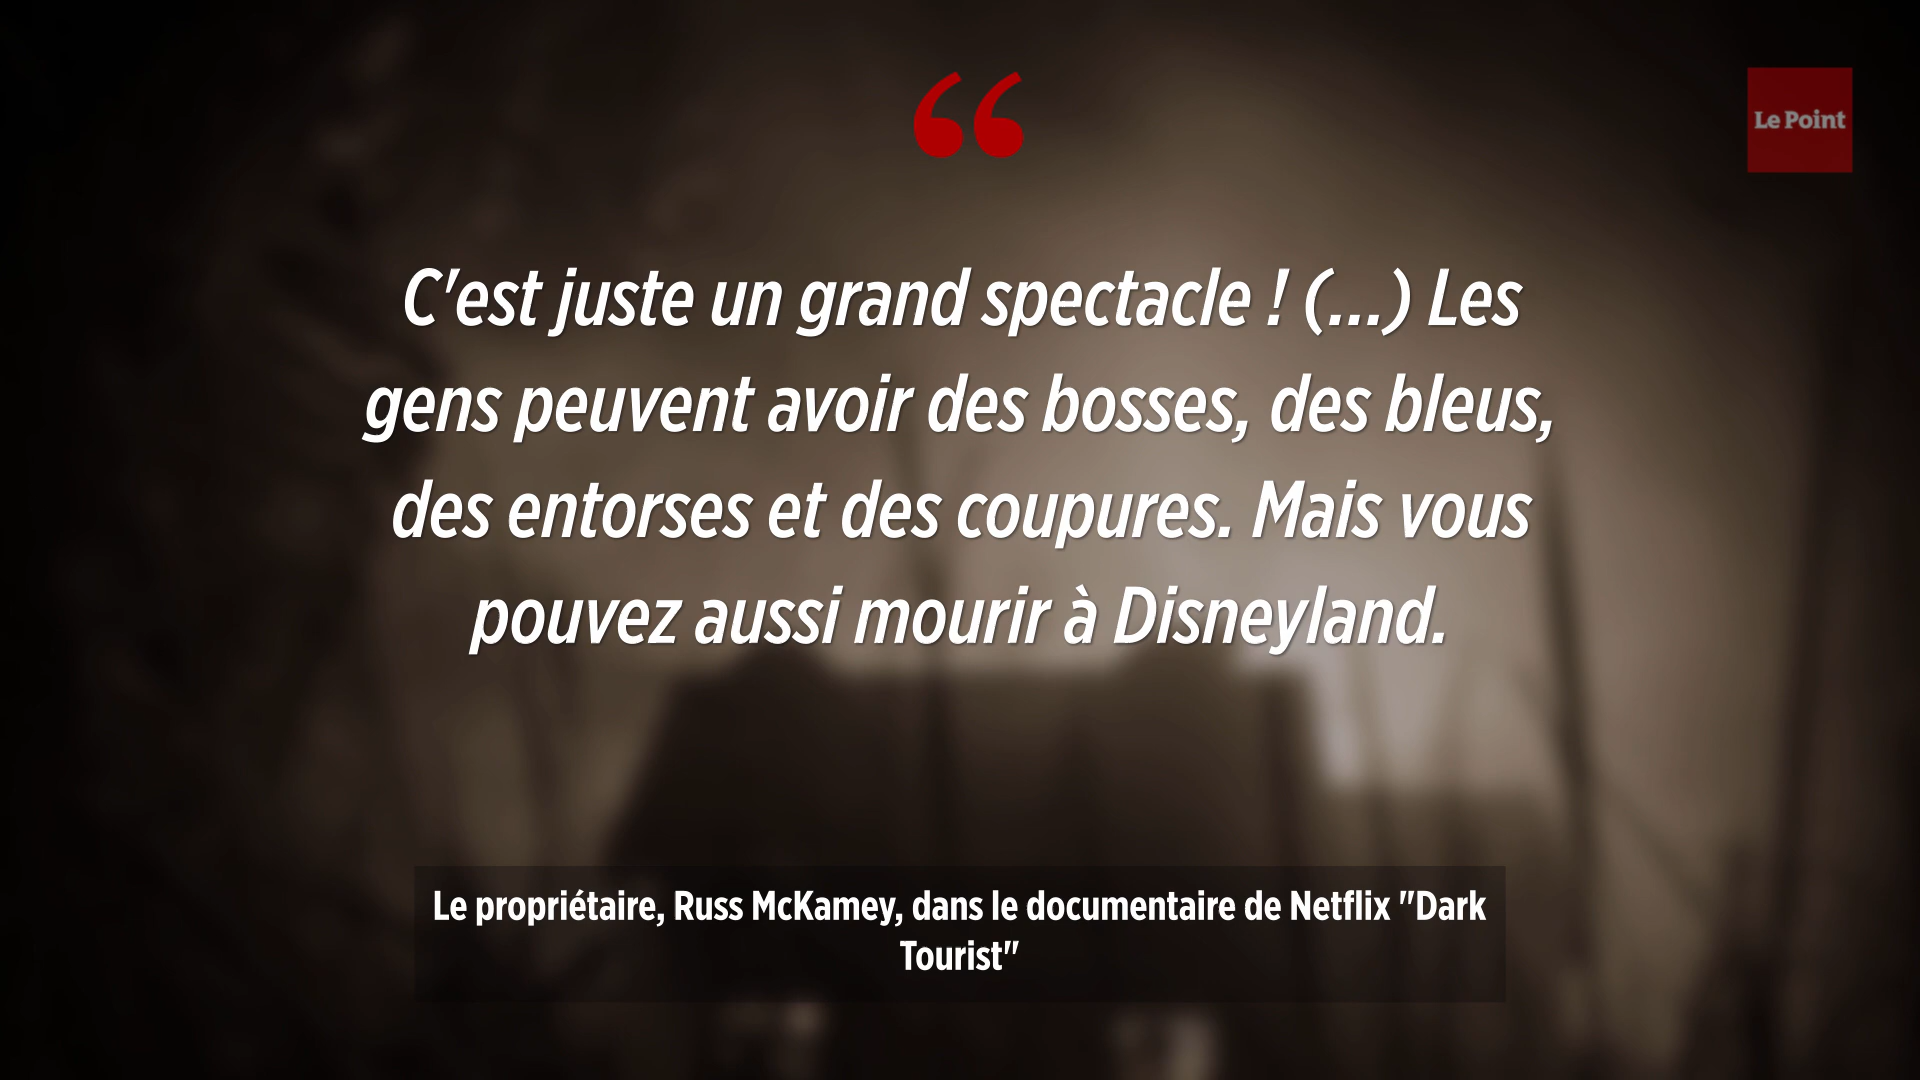 Le Point
C'est juste un grand spectacle ! (...) Les
gens peuvent avoir des bosses, des bleus,
des entorses et des coupures. Mais vous
pouvez aussi mourir à Disneyland.
Le propriétaire, Russ McKamey, dans le documentaire de Netflix "Dark
Tourist"